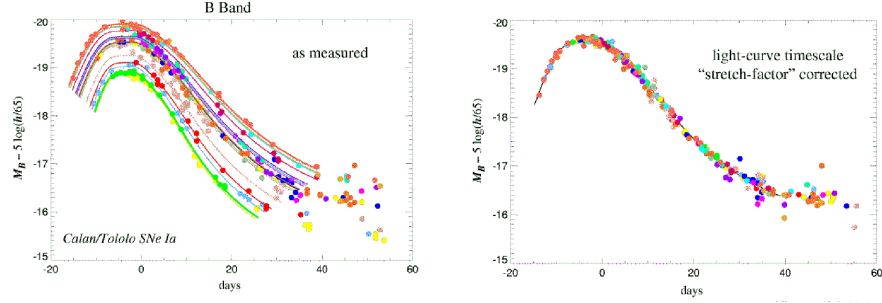 B Band
-20
-19
-18
-17
-16
-15
M_B – 5 log(h/65)
as measured
Calan/Tololo SNe Ia
-20 0 20 40 60
days
-20
-19
-18
-17
-16
-15
M_B – 5 log(h/65)
light-curve timescale
“stretch-factor” corrected
-20 0 20 40 60
days